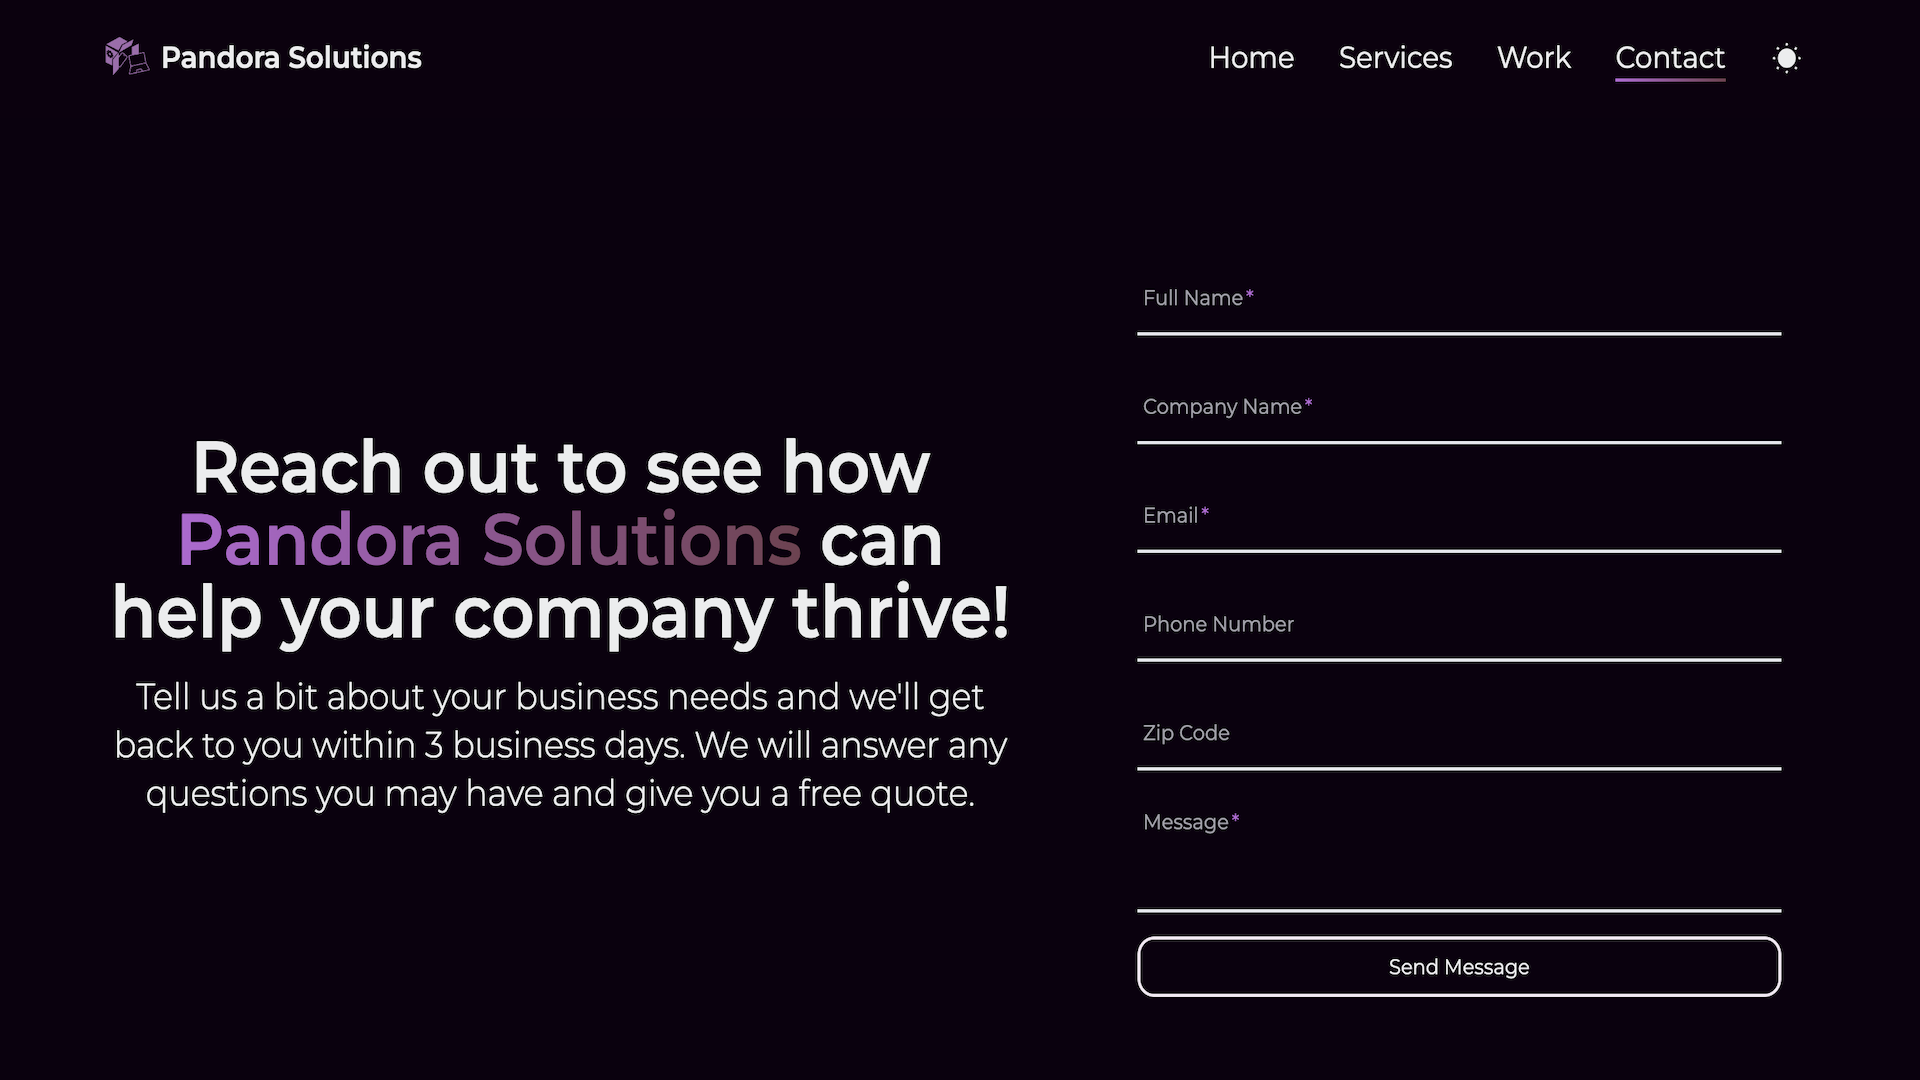 Pandora Solutions
Home
Services
Work
Contact
Reach out to see how
Pandora Solutions can
help your company thrive!
Tell us a bit about your business needs and we'll get
back to you within 3 business days. We will answer any
questions you may have and give you a free quote.
Full Name*
Company Name*
Email*
Phone Number
Zip Code
Message*
Send Message